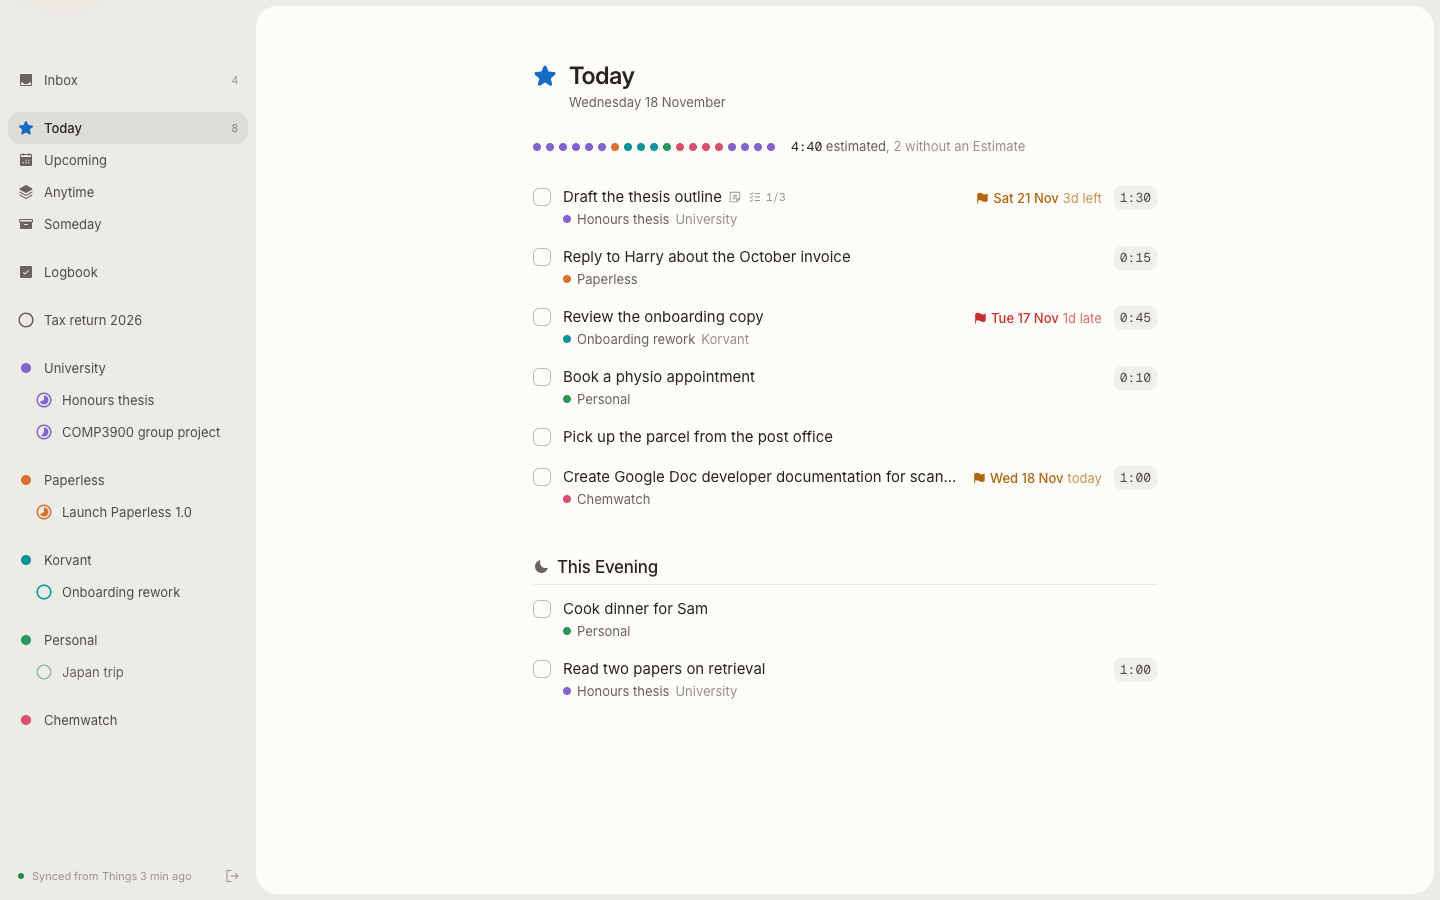 Inbox 4
Today 8
Upcoming
Anytime
Someday
Logbook
Tax return 2026
University
Honours thesis
COMP3900 group project
Paperless
Launch Paperless 1.0
Korvant
Onboarding rework
Personal
Japan trip
Chemwatch
Synced from Things 3 min ago
Today
Wednesday 18 November
4:40 estimated, 2 without an Estimate
Draft the thesis outline 1/3 Sat 21 Nov 3d left 1:30
Honours thesis University
Reply to Harry about the October invoice 0:15
Paperless
Review the onboarding copy Tue 17 Nov 1d late 0:45
Onboarding rework Korvant
Book a physio appointment 0:10
Personal
Pick up the parcel from the post office
Create Google Doc developer documentation for scan... Wed 18 Nov today 1:00
Chemwatch
This Evening
Cook dinner for Sam
Personal
Read two papers on retrieval 1:00
Honours thesis University